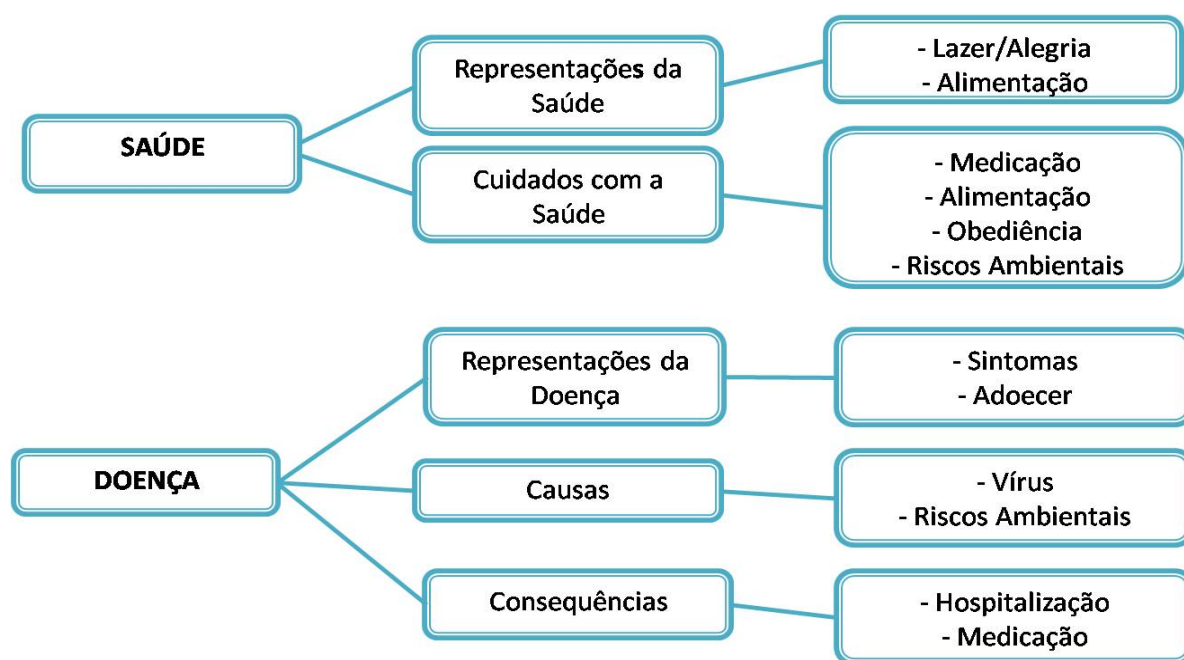 SAÚDE
Representações da
Saúde
- Lazer/Alegria
- Alimentação
Cuidados com a
Saúde
- Medicação
- Alimentação
- Obediência
- Riscos Ambientais
DOENÇA
Representações da
Doença
- Sintomas
- Adoecer
Causas
- Vírus
- Riscos Ambientais
Consequências
- Hospitalização
- Medicação